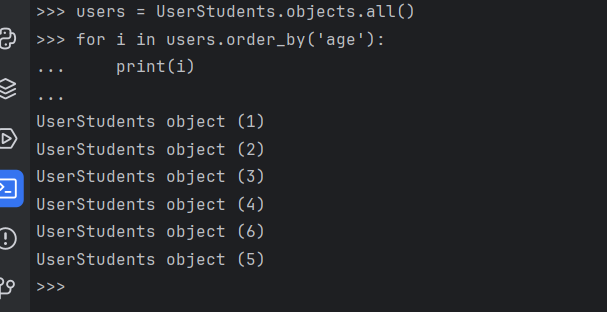 >>> users = UserStudents.objects.all()
>>> for i in users.order_by('age'):
...     print(i)
...
UserStudents object (1)
UserStudents object (2)
UserStudents object (3)
UserStudents object (4)
UserStudents object (6)
UserStudents object (5)
>>>